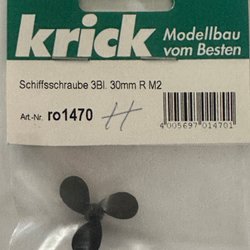 krick
Modellbau
vom Besten
Schiffsschraube 3Bl. 30mm R M2
Art.-Nr. ro1470 H
4 005697 014701